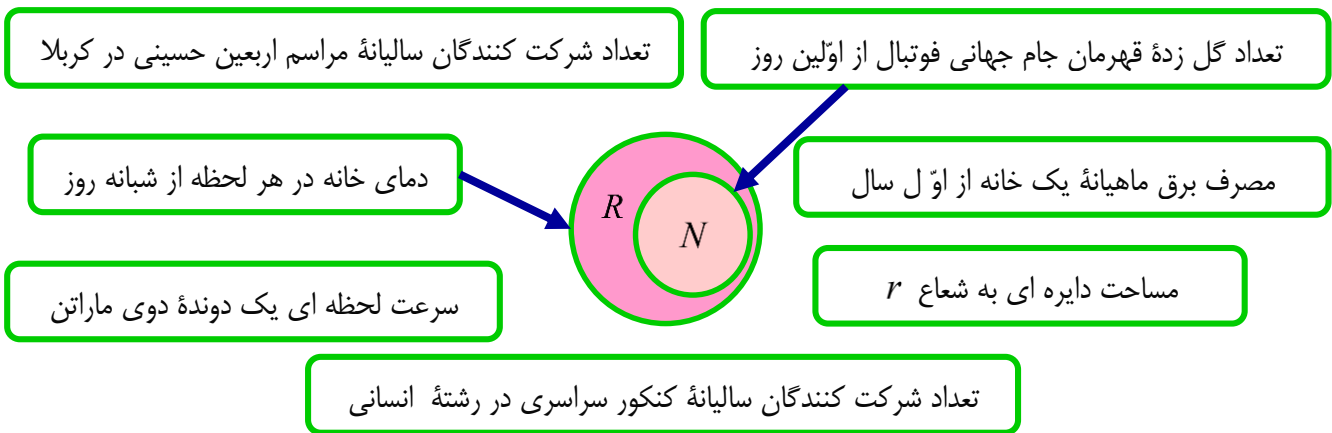 تعداد گل زدهٔ قهرمان جام جهانی فوتبال از اوّلین روز
تعداد شرکت کنندگان سالیانهٔ مراسم اربعین حسینی در کربلا
مصرف برق ماهیانهٔ یک خانه از اوّ ل سال
دمای خانه در هر لحظه از شبانه روز
R
N
مساحت دایره ای به شعاع r
سرعت لحظه ای یک دوندهٔ دوی ماراتن
تعداد شرکت کنندگان سالیانهٔ کنکور سراسری در رشتهٔ انسانی